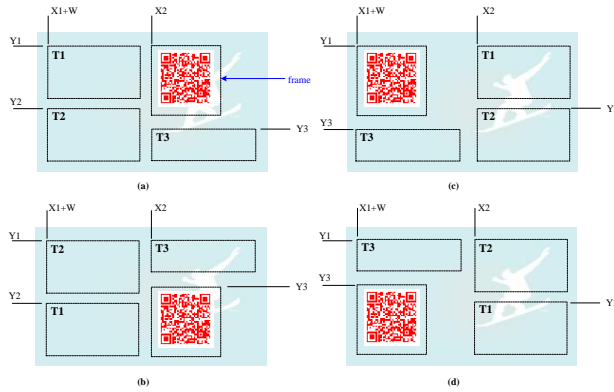 X1+W X2
Y1 T1
frame
Y2 T2
T3 Y3
(a)
X1+W X2
Y1 T1
T2 Y
Y3 T3
(c)
X1+W X2
Y1 T2 T3
Y3
Y2 T1
(b)
X1+W X2
Y1 T3 T2
Y3
T1 Y
(d)